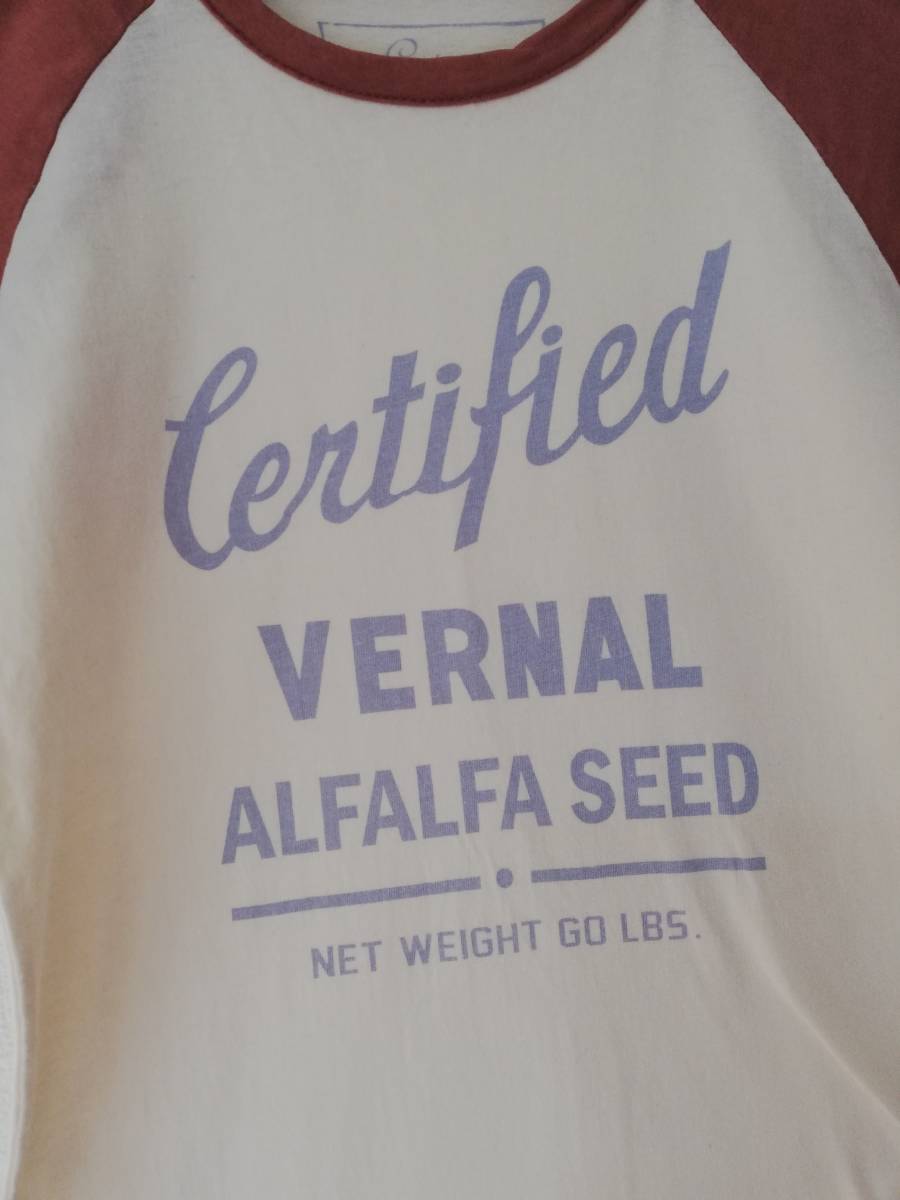 Certified
VERNAL
ALFALFA SEED
NET WEIGHT GO LBS.